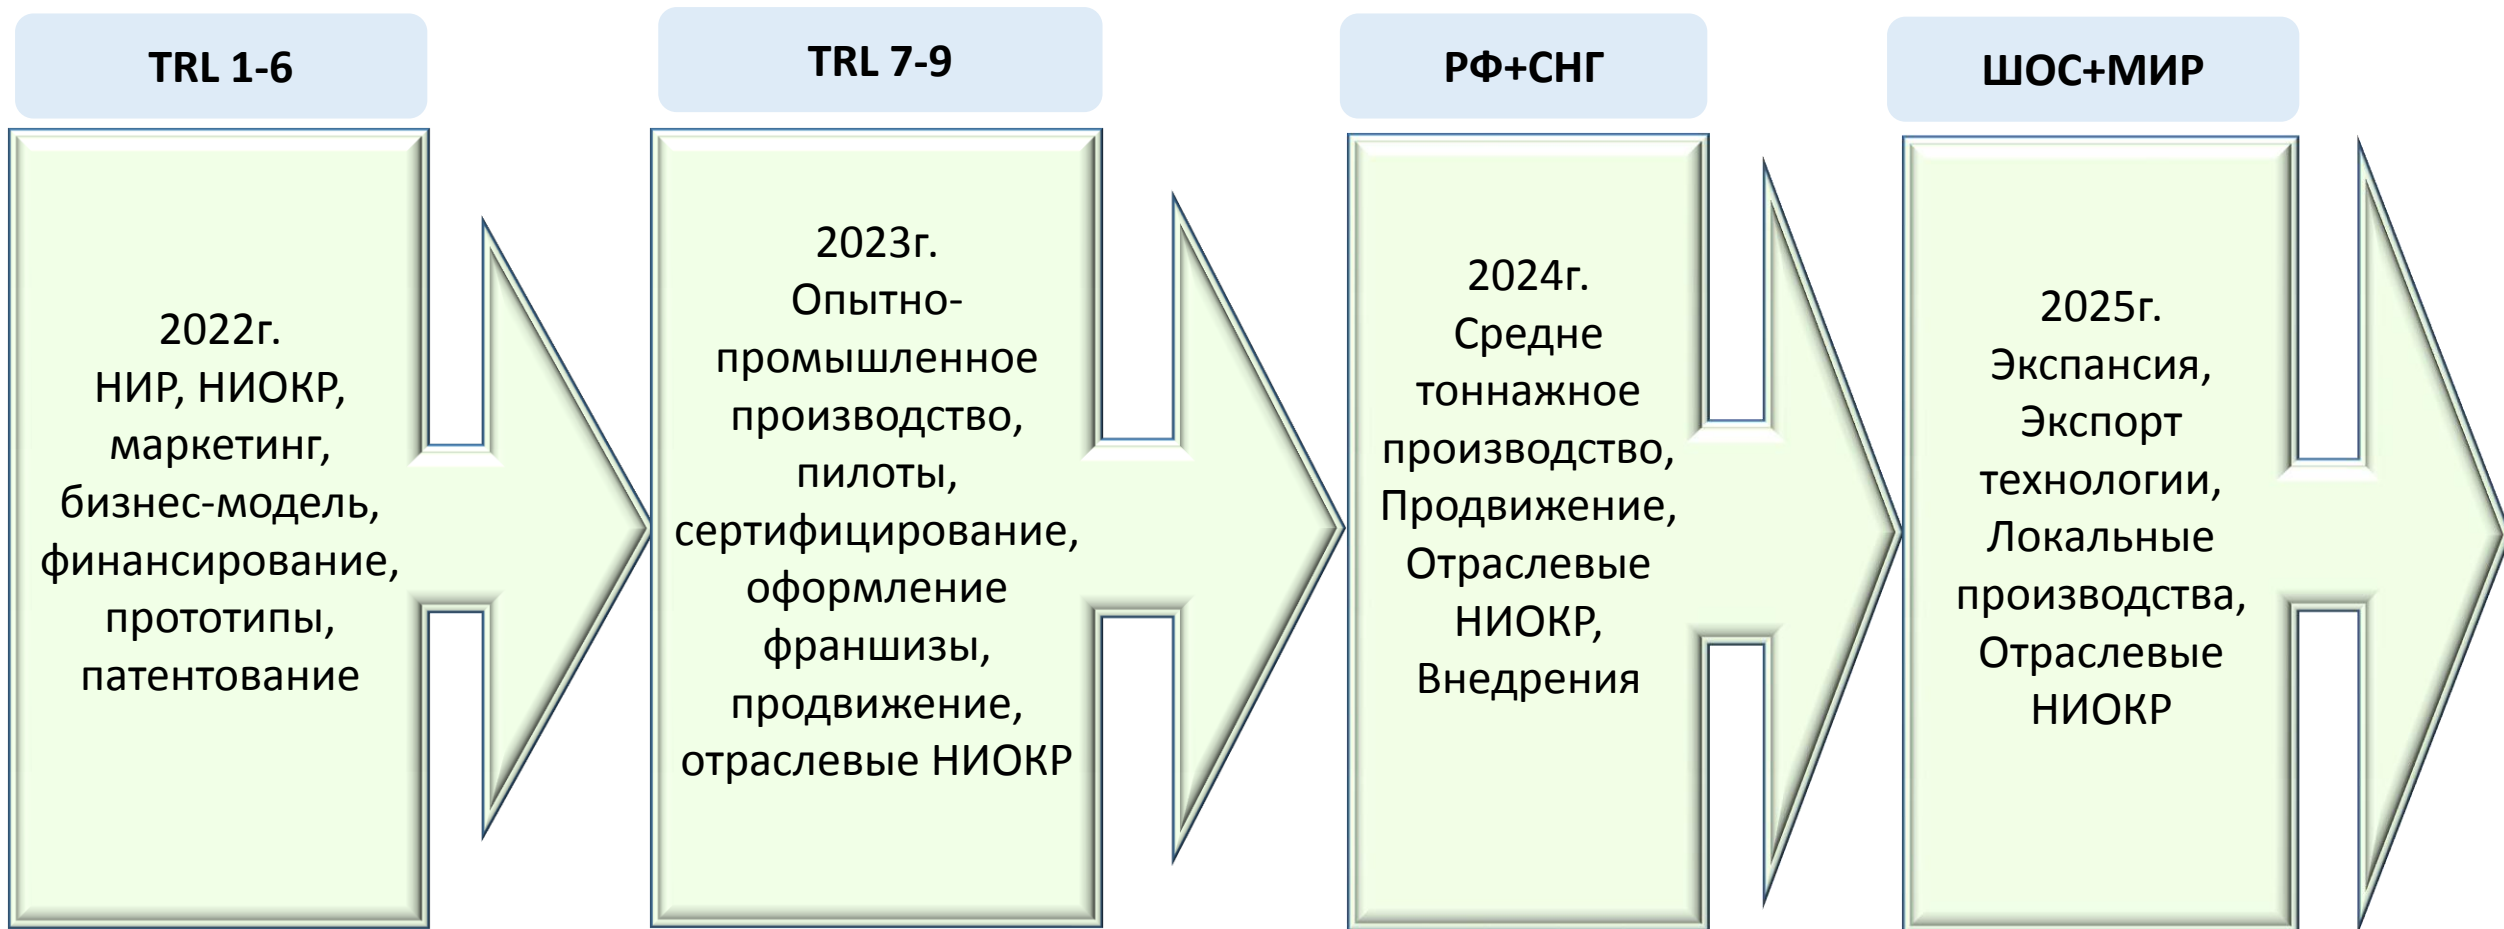 TRL 1-6
2022г.
НИР, НИОКР,
маркетинг,
бизнес-модель,
финансирование,
прототипы,
патентование
TRL 7-9
2023г.
Опытно-
промышленное
производство,
пилоты,
сертифицирование,
оформление
франшизы,
продвижение,
отраслевые НИОКР
РФ+СНГ
2024г.
Средне
тоннажное
производство,
Продвижение,
Отраслевые
НИОКР,
Внедрения
ШОС+МИР
2025г.
Экспансия,
Экспорт
технологии,
Локальные
производства,
Отраслевые
НИОКР